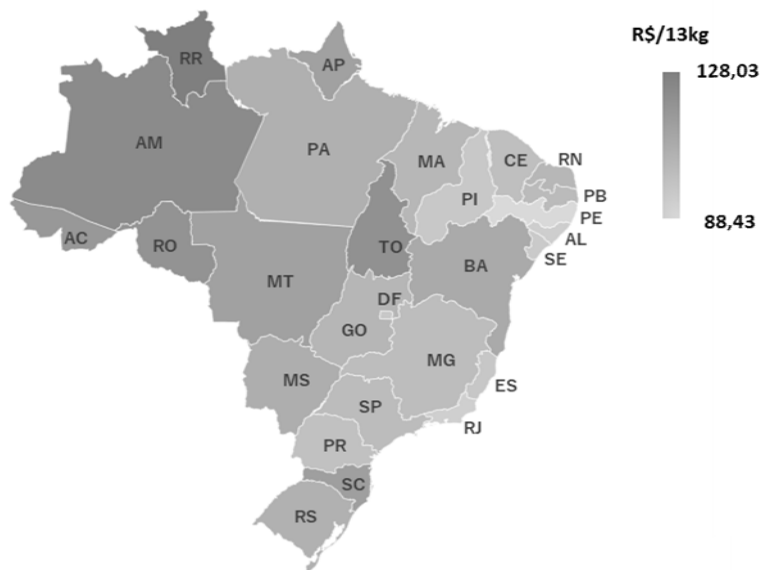 R$/13kg
128,03
88,43
RR
AP
AM
PA
MA
CE
RN
PI
PB
PE
AC
RO
TO
AL
BA
SE
MT
DF
GO
MG
MS
ES
SP
RJ
PR
SC
RS